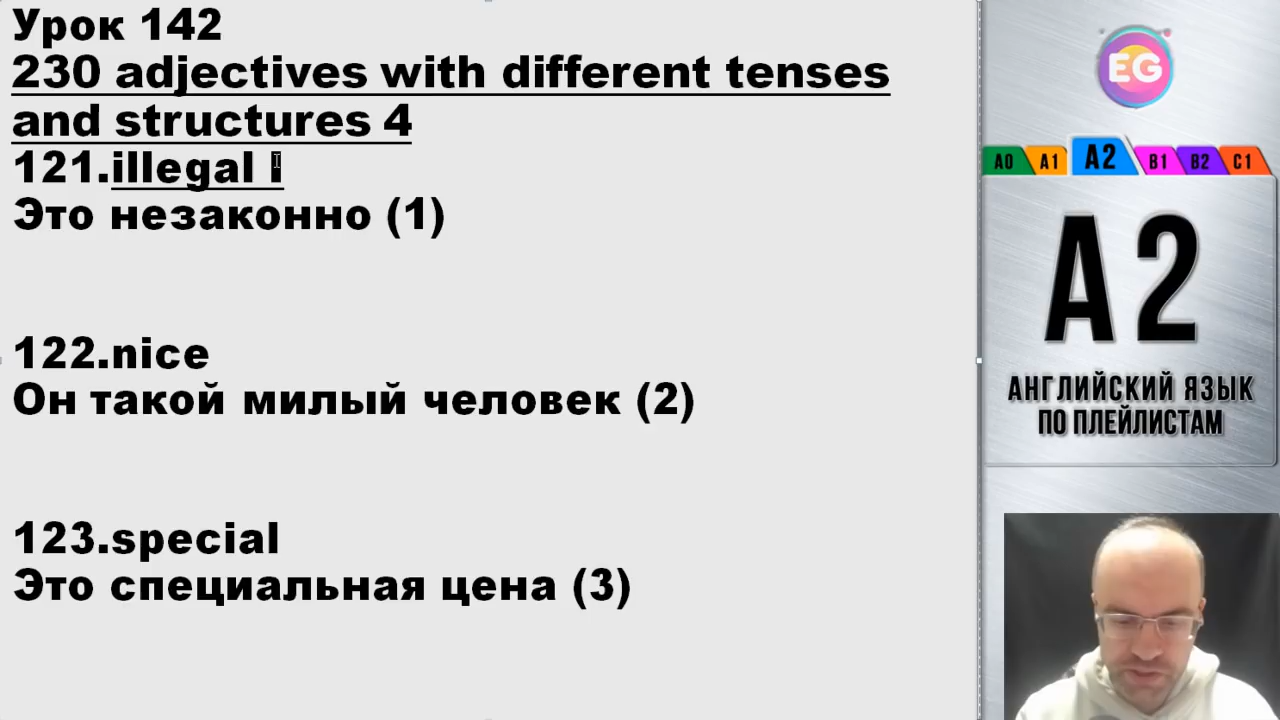 Урок 142
230 adjectives with different tenses
and structures 4
121.illegal
Это незаконно (1)
122.nice
Он такой милый человек (2)
123.special
Это специальная цена (3)
EG
A0 A1 A2 B1 B2 C1
A2
АНГЛИЙСКИЙ ЯЗЫК
ПО ПЛЕЙЛИСТАМ